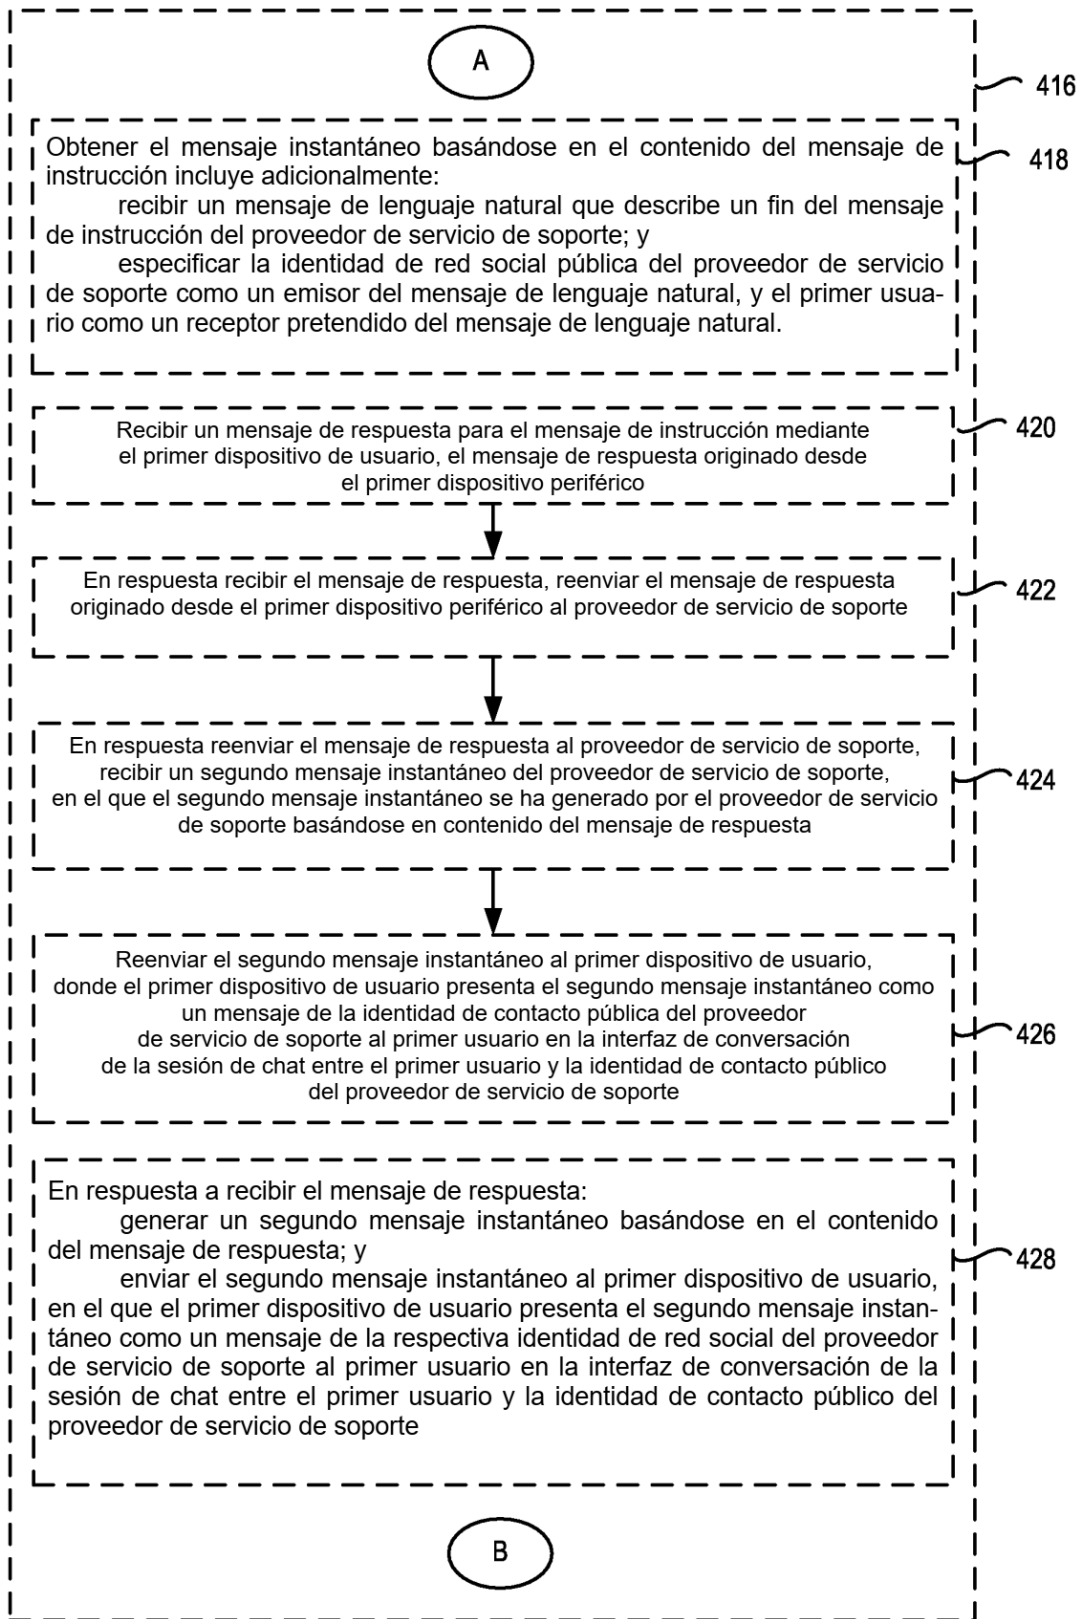 A
416
Obtener el mensaje instantáneo basándose en el contenido del mensaje de
instrucción incluye adicionalmente:
recibir un mensaje de lenguaje natural que describe un fin del mensaje
de instrucción del proveedor de servicio de soporte; y
especificar la identidad de red social pública del proveedor de servicio
de soporte como un emisor del mensaje de lenguaje natural, y el primer usua-
rio como un receptor pretendido del mensaje de lenguaje natural.
418
Recibir un mensaje de respuesta para el mensaje de instrucción mediante
el primer dispositivo de usuario, el mensaje de respuesta originado desde
el primer dispositivo periférico
420
En respuesta recibir el mensaje de respuesta, reenviar el mensaje de respuesta
originado desde el primer dispositivo periférico al proveedor de servicio de soporte
422
En respuesta reenviar el mensaje de respuesta al proveedor de servicio de soporte,
recibir un segundo mensaje instantáneo del proveedor de servicio de soporte,
en el que el segundo mensaje instantáneo se ha generado por el proveedor de servicio
de soporte basándose en contenido del mensaje de respuesta
424
Reenviar el segundo mensaje instantáneo al primer dispositivo de usuario,
donde el primer dispositivo de usuario presenta el segundo mensaje instantáneo como
un mensaje de la identidad de contacto pública del proveedor
de servicio de soporte al primer usuario en la interfaz de conversación
de la sesión de chat entre el primer usuario y la identidad de contacto público
del proveedor de servicio de soporte
426
En respuesta a recibir el mensaje de respuesta:
generar un segundo mensaje instantáneo basándose en el contenido
del mensaje de respuesta; y
enviar el segundo mensaje instantáneo al primer dispositivo de usuario,
en el que el primer dispositivo de usuario presenta el segundo mensaje instan-
táneo como un mensaje de la respectiva identidad de red social del proveedor
de servicio de soporte al primer usuario en la interfaz de conversación de la
sesión de chat entre el primer usuario y la identidad de contacto público del
proveedor de servicio de soporte
428
B